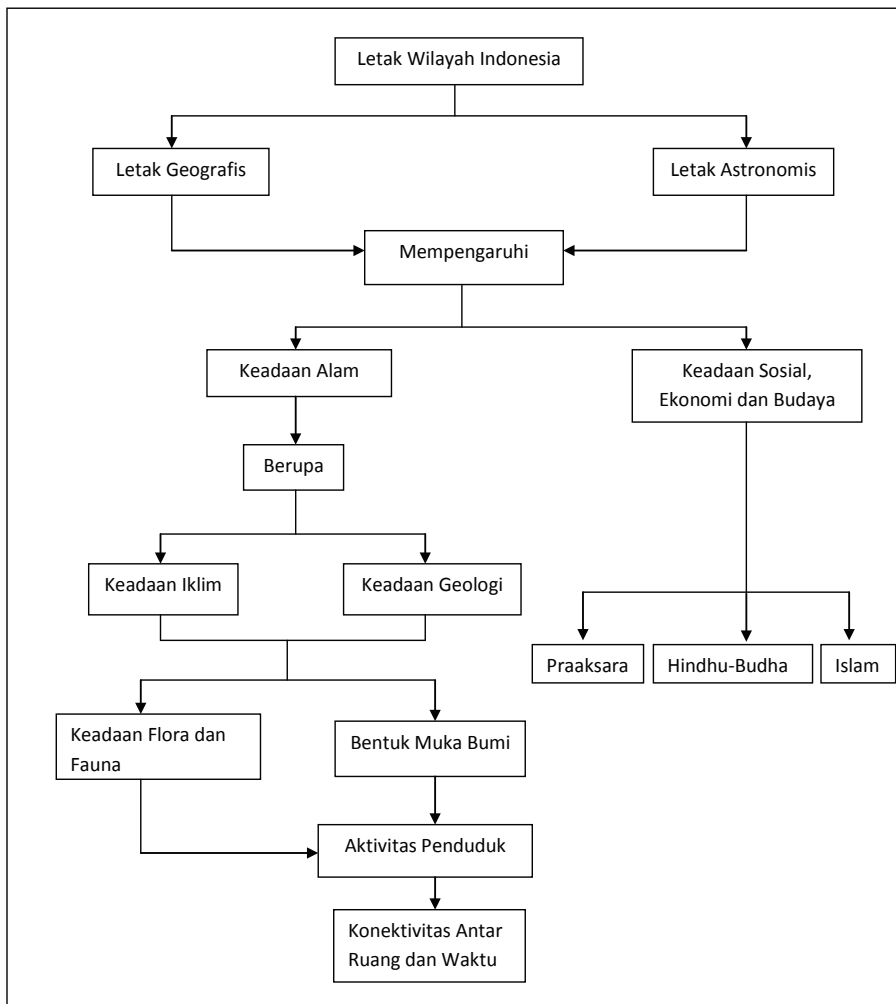 Letak Wilayah Indonesia
Letak Geografis
Letak Astronomis
Mempengaruhi
Keadaan Alam
Keadaan Sosial,
Ekonomi dan Budaya
Berupa
Keadaan Iklim
Keadaan Geologi
Praaksara
Hindhu-Budha
Islam
Keadaan Flora dan
Fauna
Bentuk Muka Bumi
Aktivitas Penduduk
Konektivitas Antar
Ruang dan Waktu